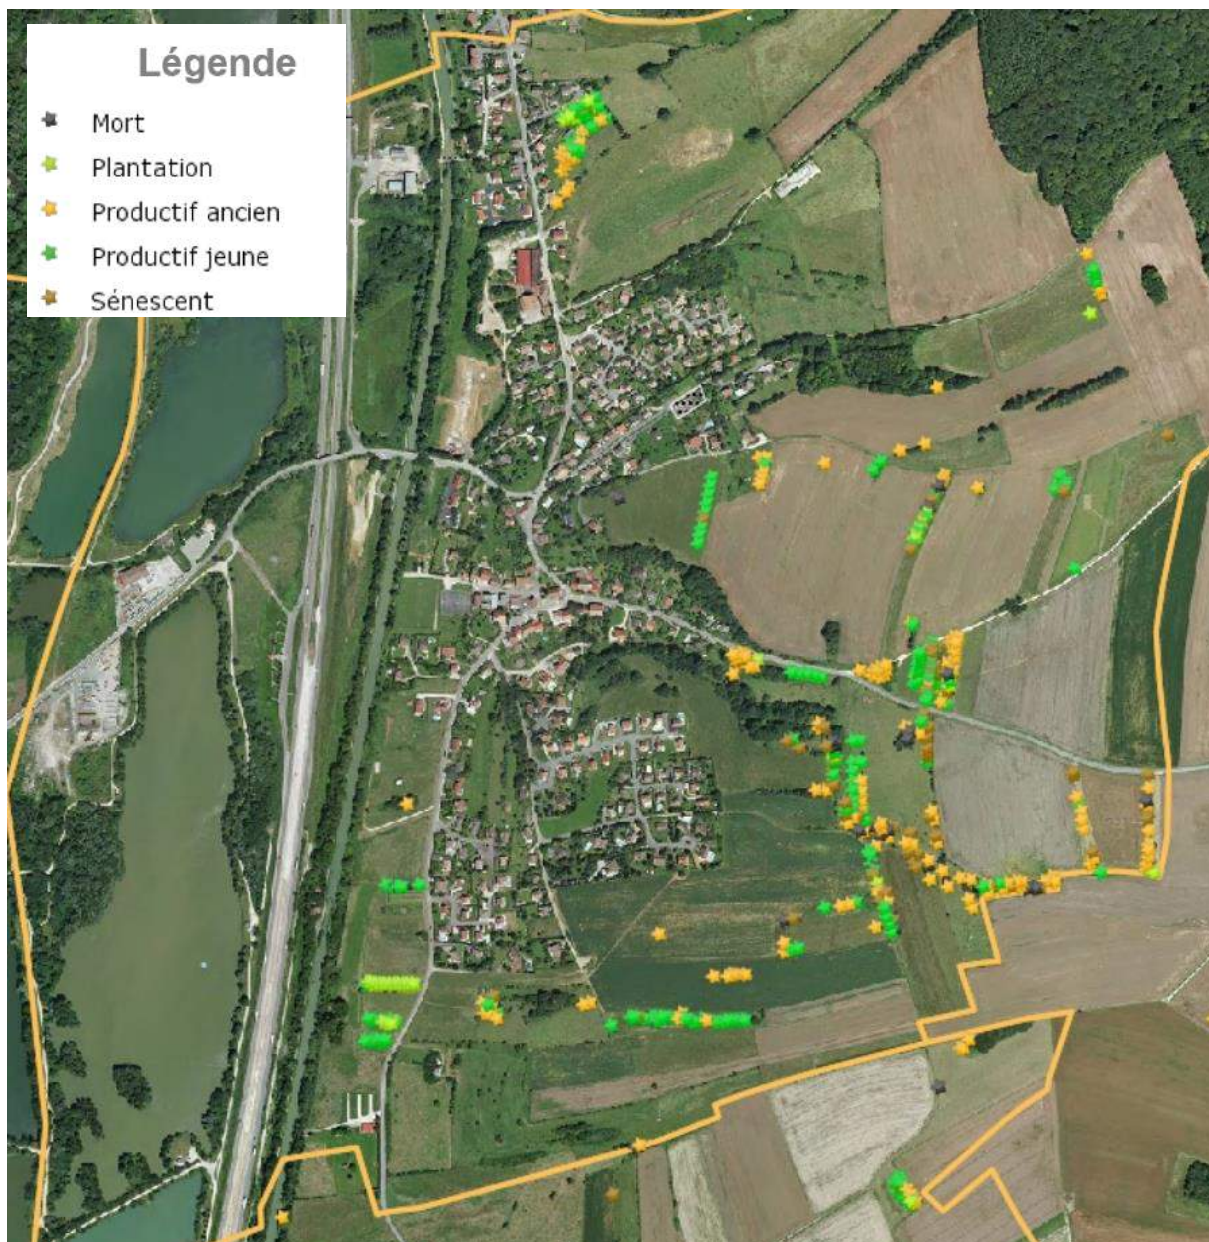 Légende
Mort
Plantation
Productif ancien
Productif jeune
Sénescent